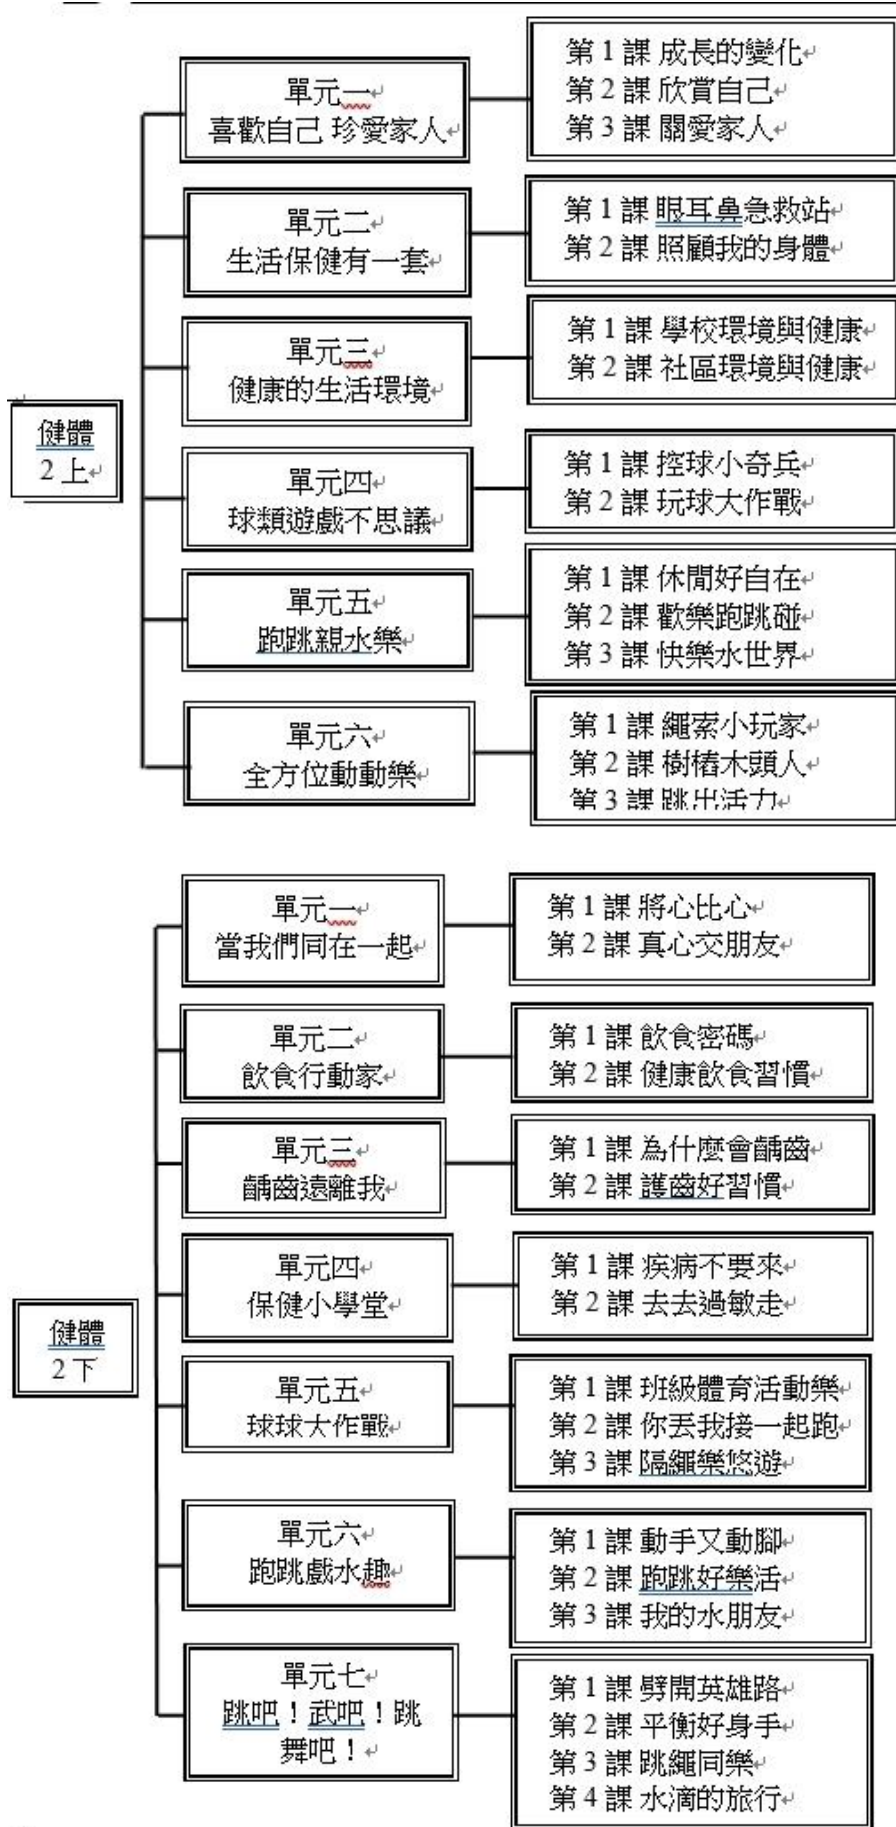 健體
2 上
單元一
喜歡自己 珍愛家人
第 1 課 成長的變化
第 2 課 欣賞自己
第 3 課 關愛家人
單元二
生活保健有一套
第 1 課 眼耳鼻急救站
第 2 課 照顧我的身體
單元三
健康的生活環境
第 1 課 學校環境與健康
第 2 課 社區環境與健康
單元四
球類遊戲不思議
第 1 課 控球小奇兵
第 2 課 玩球大作戰
單元五
跑跳親水樂
第 1 課 休閒好自在
第 2 課 歡樂跑跳碰
第 3 課 快樂水世界
單元六
全方位動動樂
第 1 課 繩索小玩家
第 2 課 樹樁木頭人
第 3 課 跳出活力
健體
2 下
單元一
當我們同在一起
第 1 課 將心比心
第 2 課 真心交朋友
單元二
飲食行動家
第 1 課 飲食密碼
第 2 課 健康飲食習慣
單元三
齲齒遠離我
第 1 課 為什麼會齲齒
第 2 課 護齒好習慣
單元四
保健小學堂
第 1 課 疾病不要來
第 2 課 去去過敏走
單元五
球球大作戰
第 1 課 班級體育活動樂
第 2 課 你丟我接一起跑
第 3 課 隔繩樂悠遊
單元六
跑跳戲水趣
第 1 課 動手又動腳
第 2 課 跑跳好樂活
第 3 課 我的水朋友
單元七
跳吧！武吧！跳
舞吧！
第 1 課 劈開英雄路
第 2 課 平衡好身手
第 3 課 跳繩同樂
第 4 課 水滴的旅行